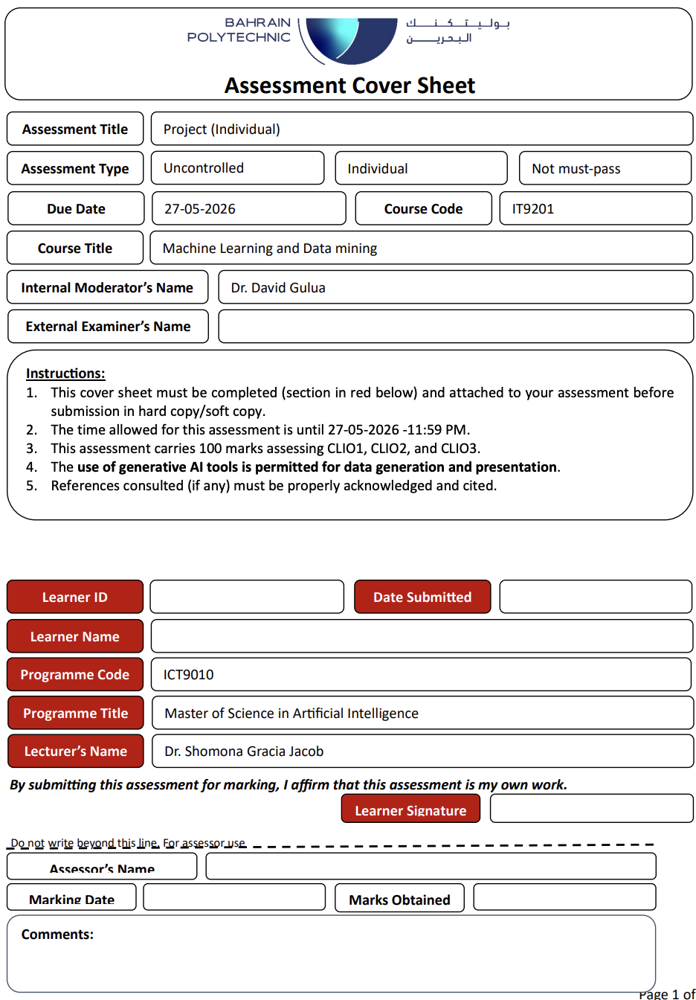 BAHRAIN
POLYTECHNIC
بوليتكنك
البحرين
Assessment Cover Sheet
Assessment Title
Project (Individual)
Assessment Type
Uncontrolled
Individual
Not must-pass
Due Date
27-05-2026
Course Code
IT9201
Course Title
Machine Learning and Data mining
Internal Moderator’s Name
Dr. David Gulua
External Examiner’s Name
Instructions:
1. This cover sheet must be completed (section in red below) and attached to your assessment before
submission in hard copy/soft copy.
2. The time allowed for this assessment is until 27-05-2026 -11:59 PM.
3. This assessment carries 100 marks assessing CLIO1, CLIO2, and CLIO3.
4. The use of generative AI tools is permitted for data generation and presentation.
5. References consulted (if any) must be properly acknowledged and cited.
Learner ID
Date Submitted
Learner Name
Programme Code
ICT9010
Programme Title
Master of Science in Artificial Intelligence
Lecturer’s Name
Dr. Shomona Gracia Jacob
By submitting this assessment for marking, I affirm that this assessment is my own work.
Learner Signature
Do not write beyond this line. For assessor use
Assessor’s Name
Marking Date
Marks Obtained
Comments:
Page 1 of